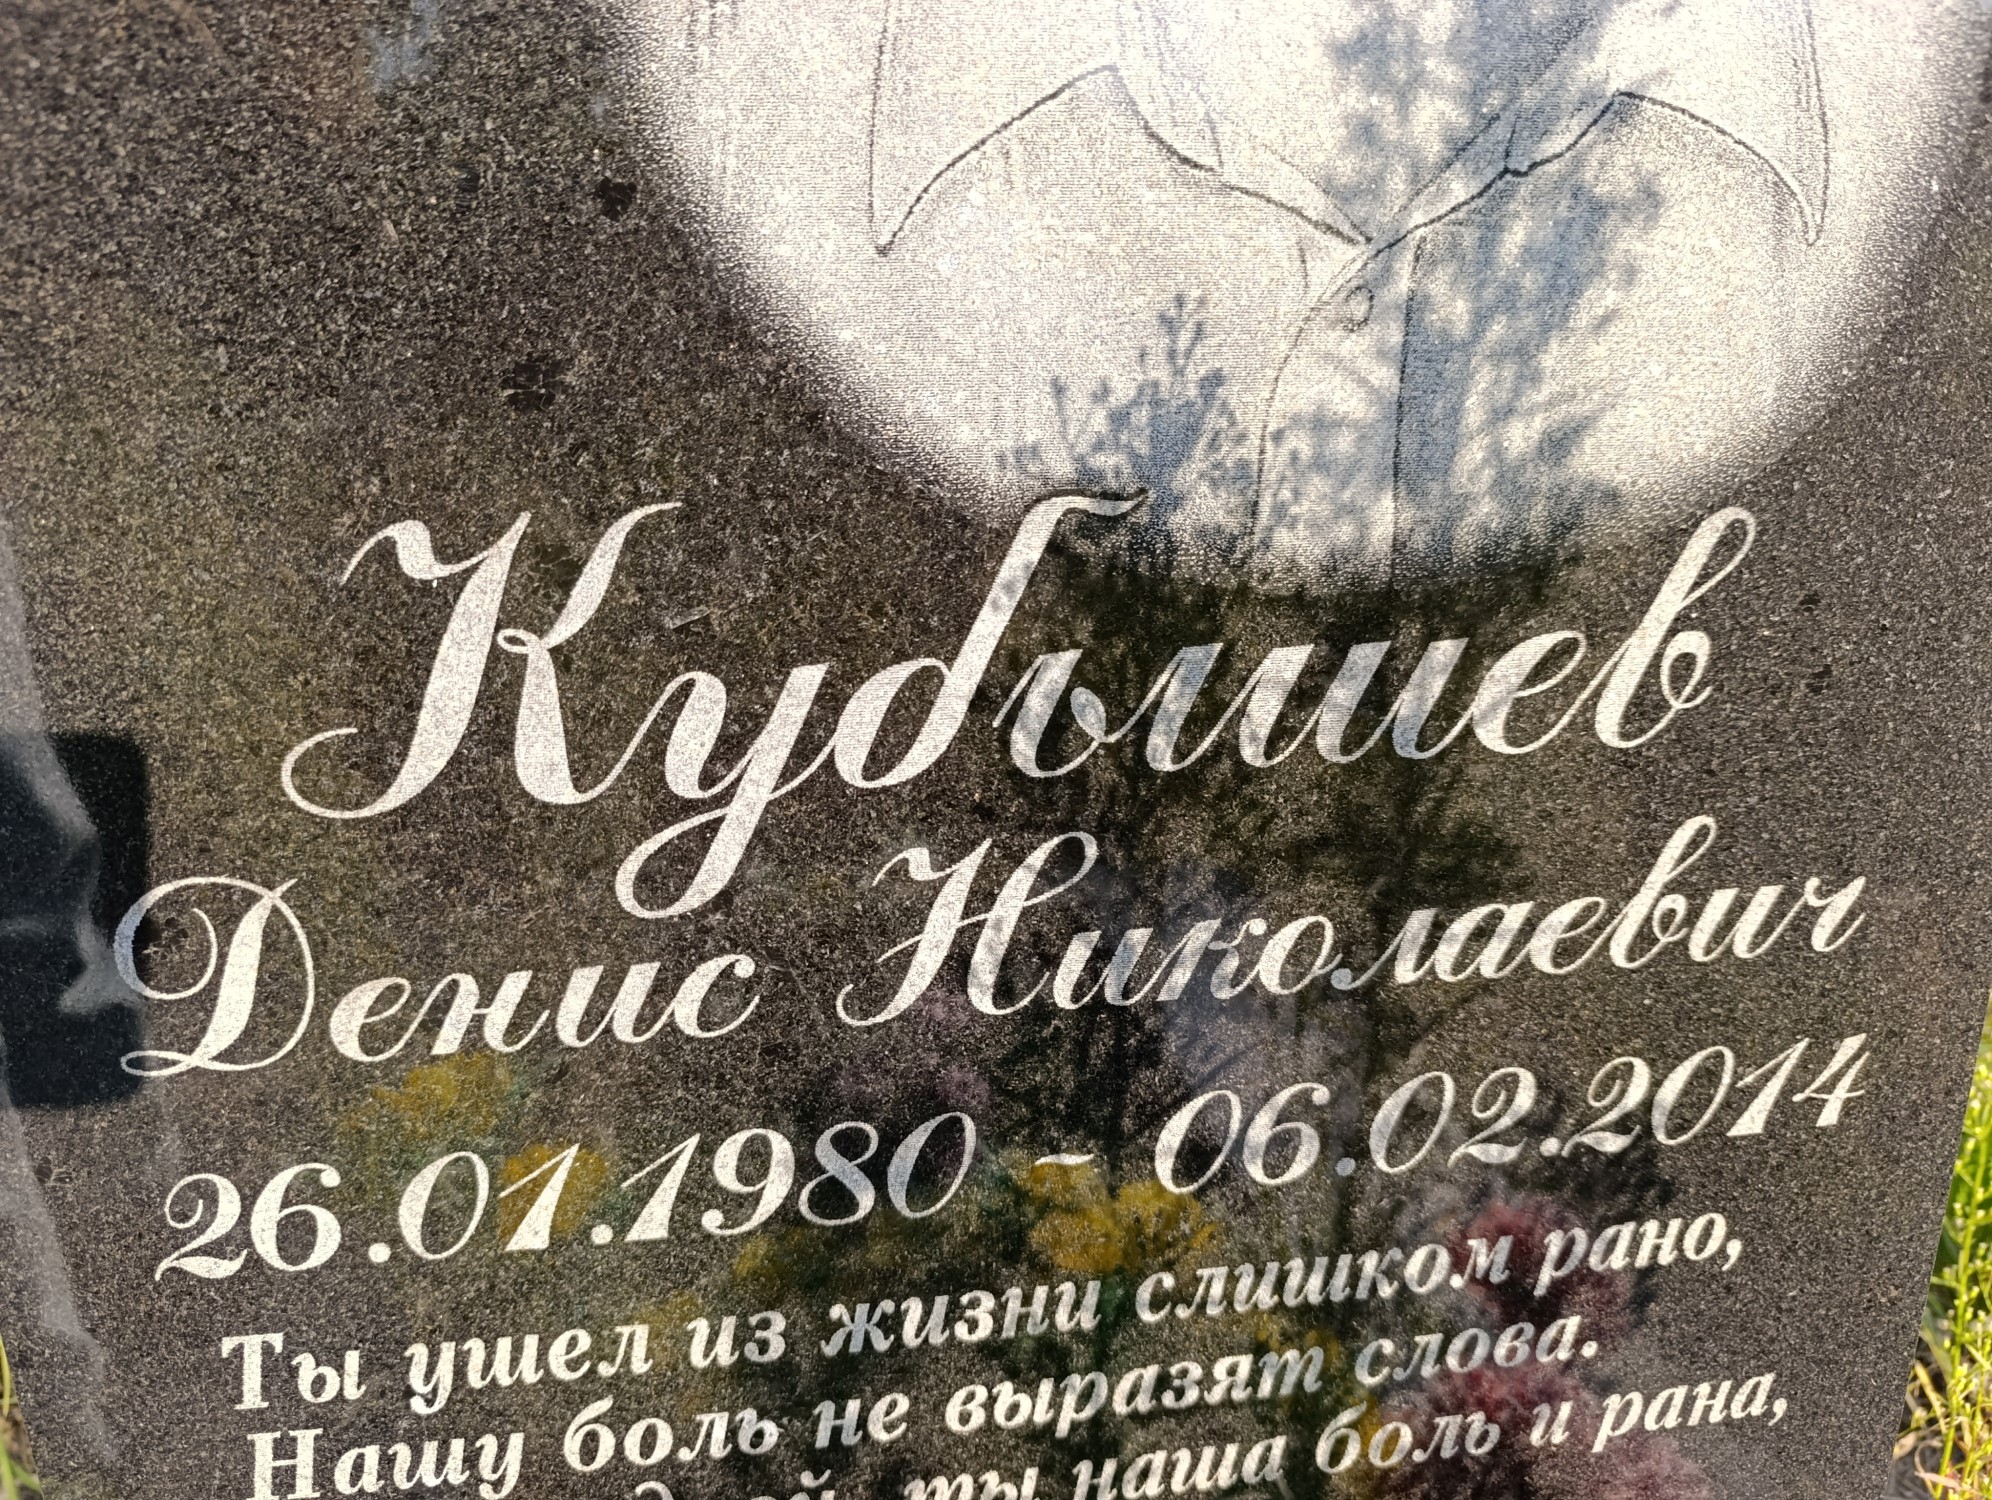 Кубышев
Денис Николаевич
26.01.1980 - 06.02.2014
Ты ушел из жизни слишком рано,
Нашу боль не выразят слова.
ты наша боль и рана,